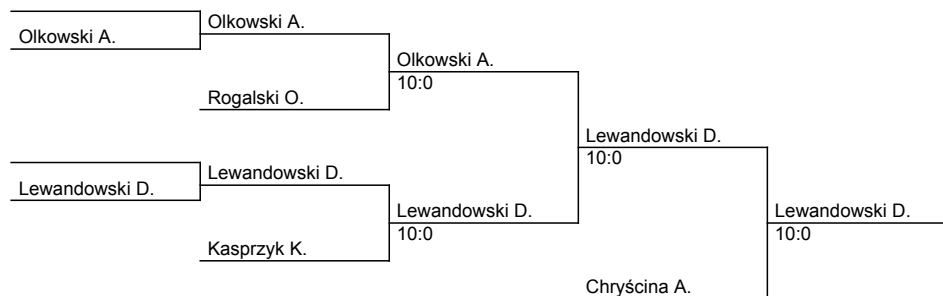 Olkowski A.
Olkowski A.
Olkowski A.
10:0
Rogalski O.
Lewandowski D.
10:0
Lewandowski D.
Lewandowski D.
Lewandowski D.
10:0
Lewandowski D.
10:0
Kasprzyk K.
Chryścina A.